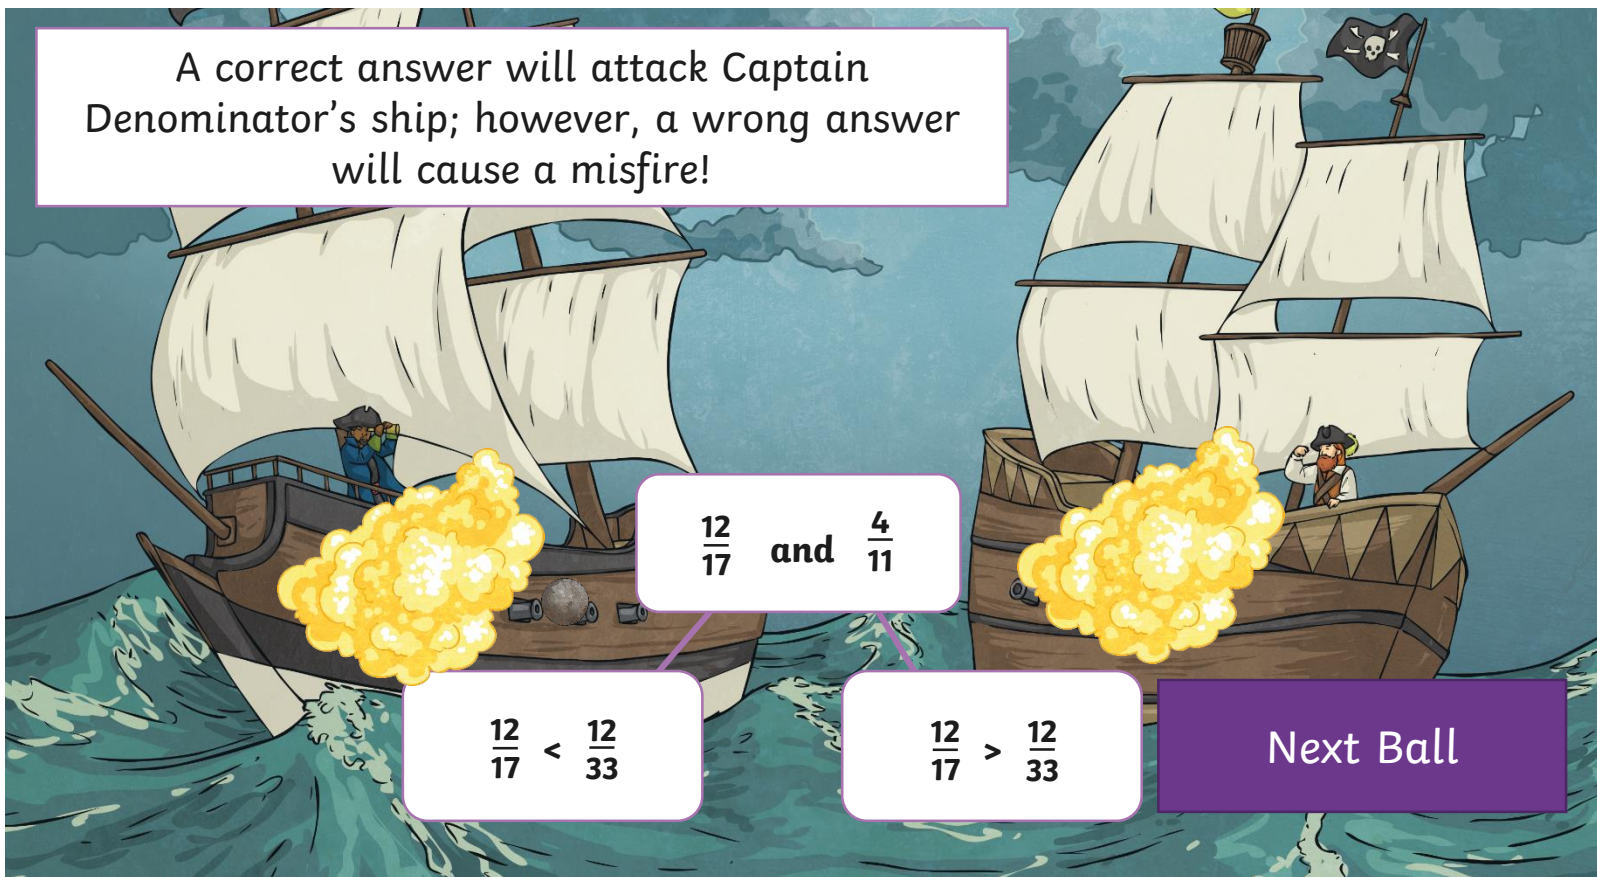 A correct answer will attack Captain
Denominator's ship; however, a wrong answer
will cause a misfire!
12/17 and 4/11
12/17 < 12/33
12/17 > 12/33
Next Ball